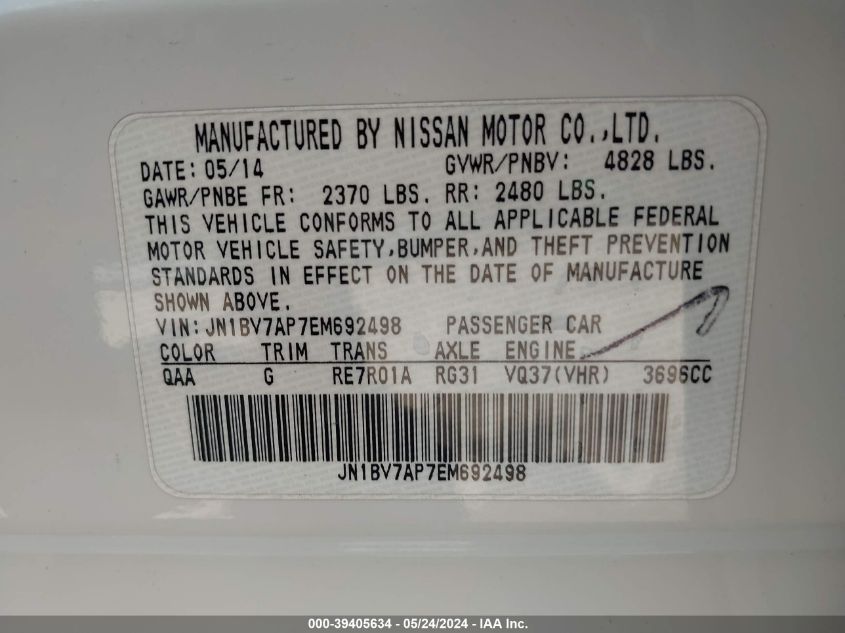 MANUFACTURED BY NISSAN MOTOR CO.,LTD.
DATE: 05/14 GVWR/PNBV: 4828 LBS.
GAWR/PNBE FR: 2370 LBS. RR: 2480 LBS.
THIS VEHICLE CONFORMS TO ALL APPLICABLE FEDERAL
MOTOR VEHICLE SAFETY,BUMPER,AND THEFT PREVENTION
STANDARDS IN EFFECT ON THE DATE OF MANUFACTURE
SHOWN ABOVE.
VIN: JN1BV7AP7EM692498 PASSENGER CAR
COLOR TRIM TRANS AXLE ENGINE
QAA G RE7R01A RG31 VQ37(VHR) 3696CC
JN1BV7AP7EM692498
000-39405634 - 05/24/2024 - IAA Inc.